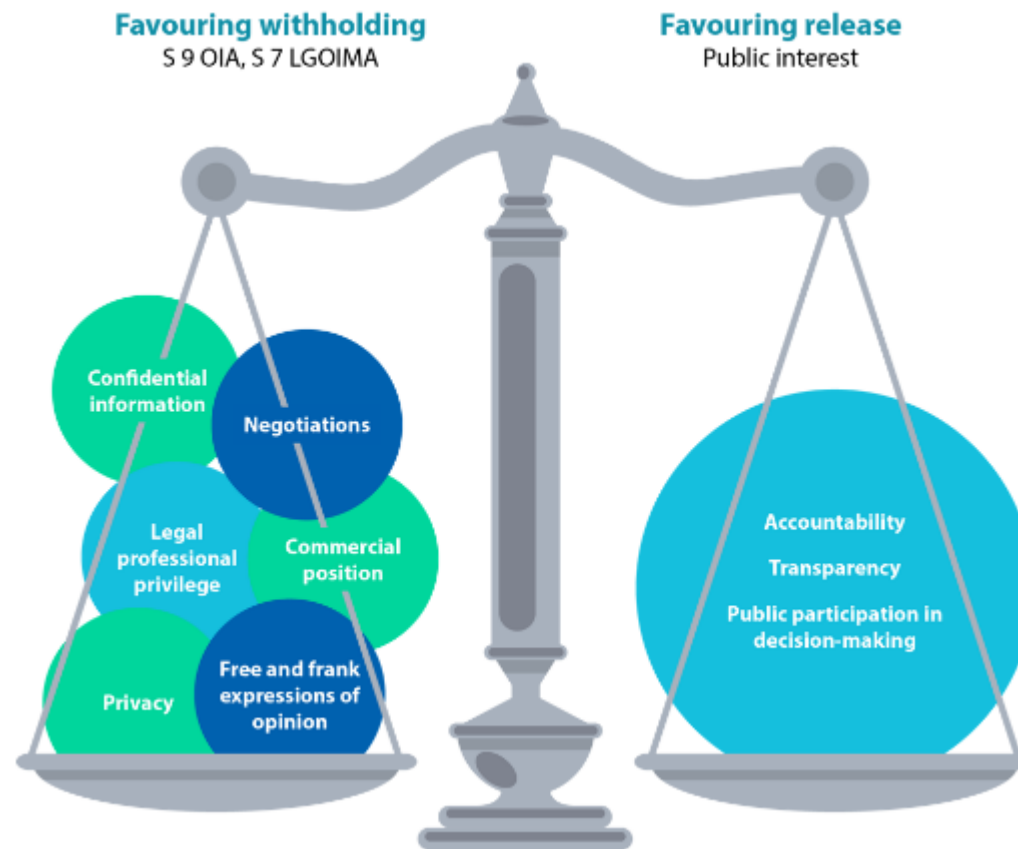 Favouring withholding
S 9 OIA, S 7 LGOIMA
Favouring release
Public interest
Confidential
information
Negotiations
Legal
professional
privilege
Commercial
position
Privacy
Free and frank
expressions of
opinion
Accountability
Transparency
Public participation in
decision-making